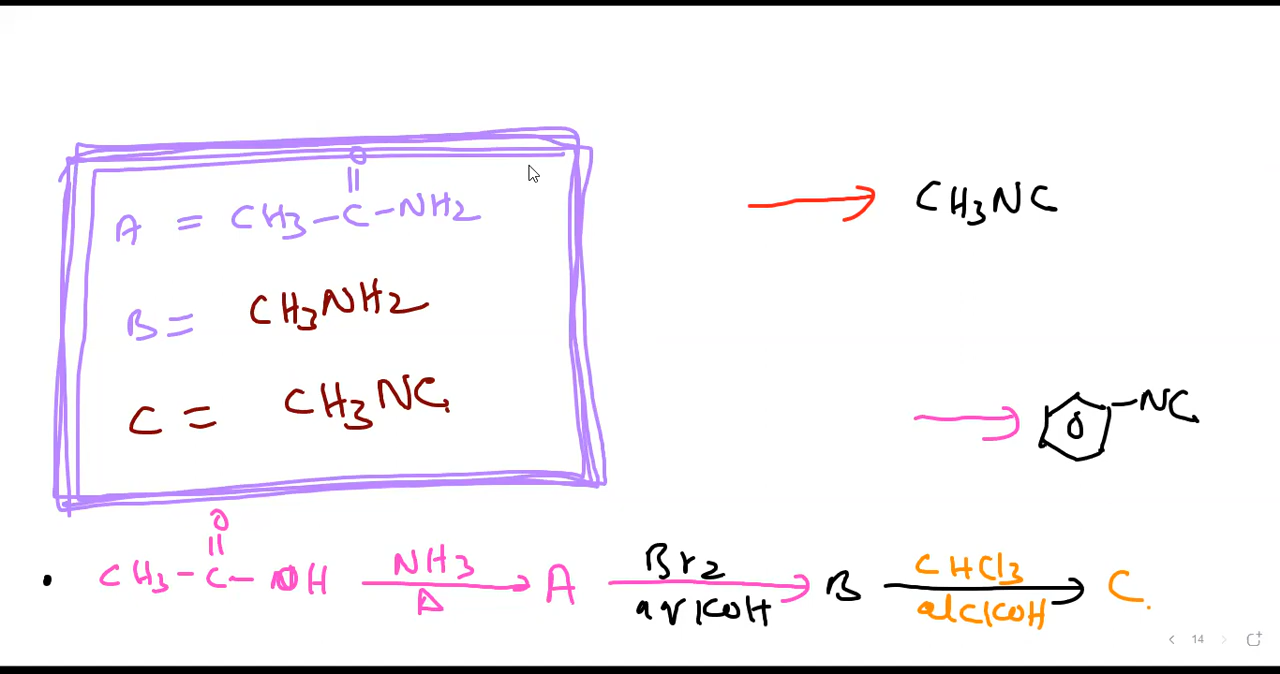 O
||
A = CH3-C-NH2
CH3NC
B = CH3NH2
C = CH3NC
-NC
O
||
• CH3-C-OH NH3 Δ A Br2 aq/KOH B CHCl3 alC/KOH C.
14